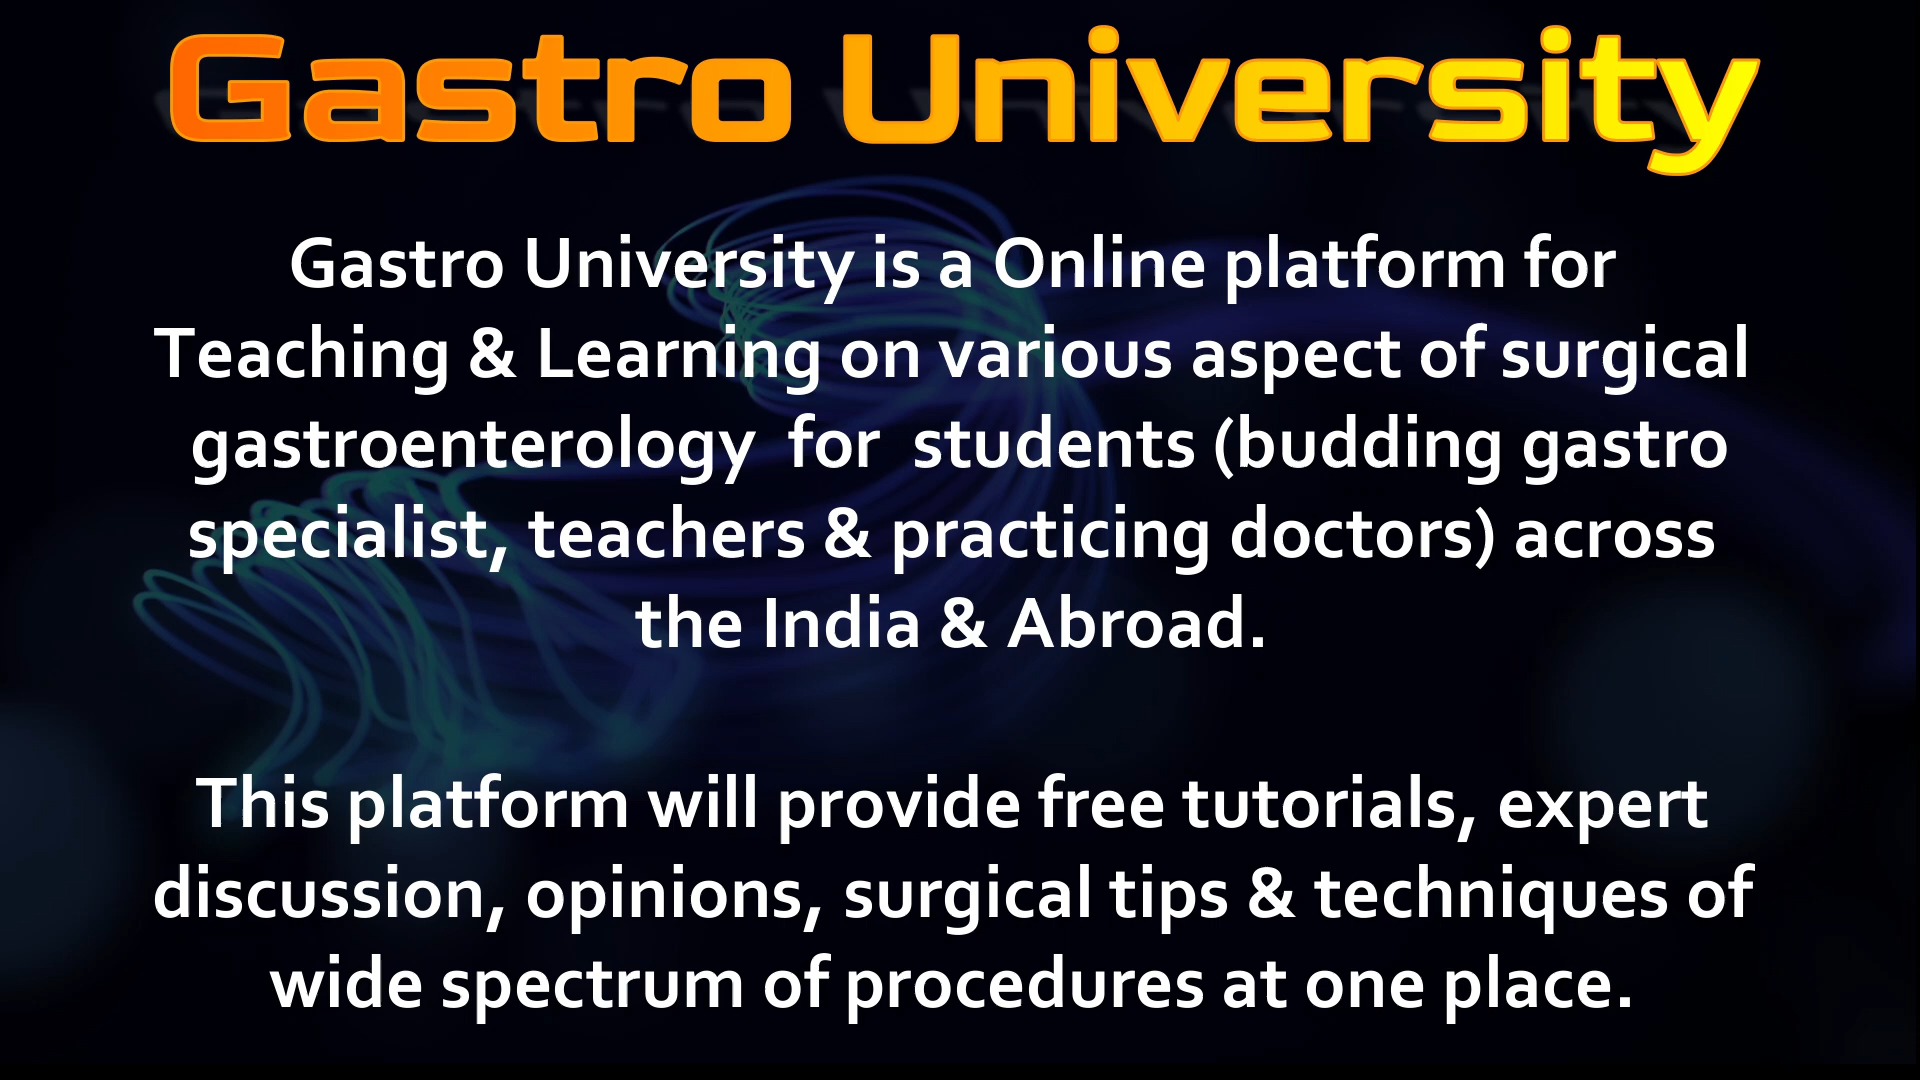 Gastro University
Gastro University is a Online platform for
Teaching & Learning on various aspect of surgical
gastroenterology for students (budding gastro
specialist, teachers & practicing doctors) across
the India & Abroad.
This platform will provide free tutorials, expert
discussion, opinions, surgical tips & techniques of
wide spectrum of procedures at one place.